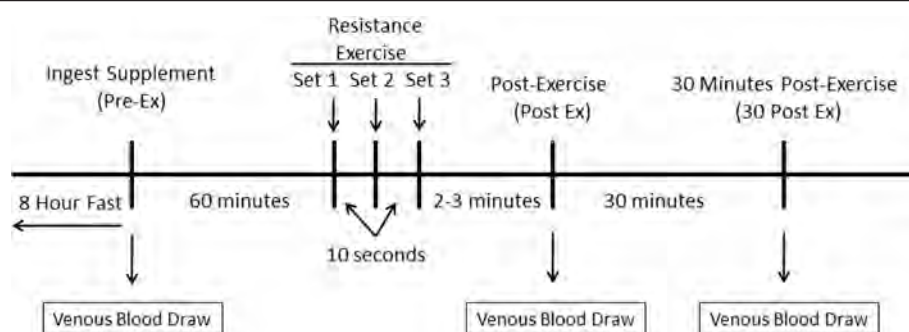 Resistance
Exercise
Ingest Supplement
(Pre-Ex)
Set 1 Set 2 Set 3
Post-Exercise
(Post Ex)
30 Minutes Post-Exercise
(30 Post Ex)
8 Hour Fast
60 minutes
2-3 minutes
30 minutes
10 seconds
Venous Blood Draw
Venous Blood Draw
Venous Blood Draw